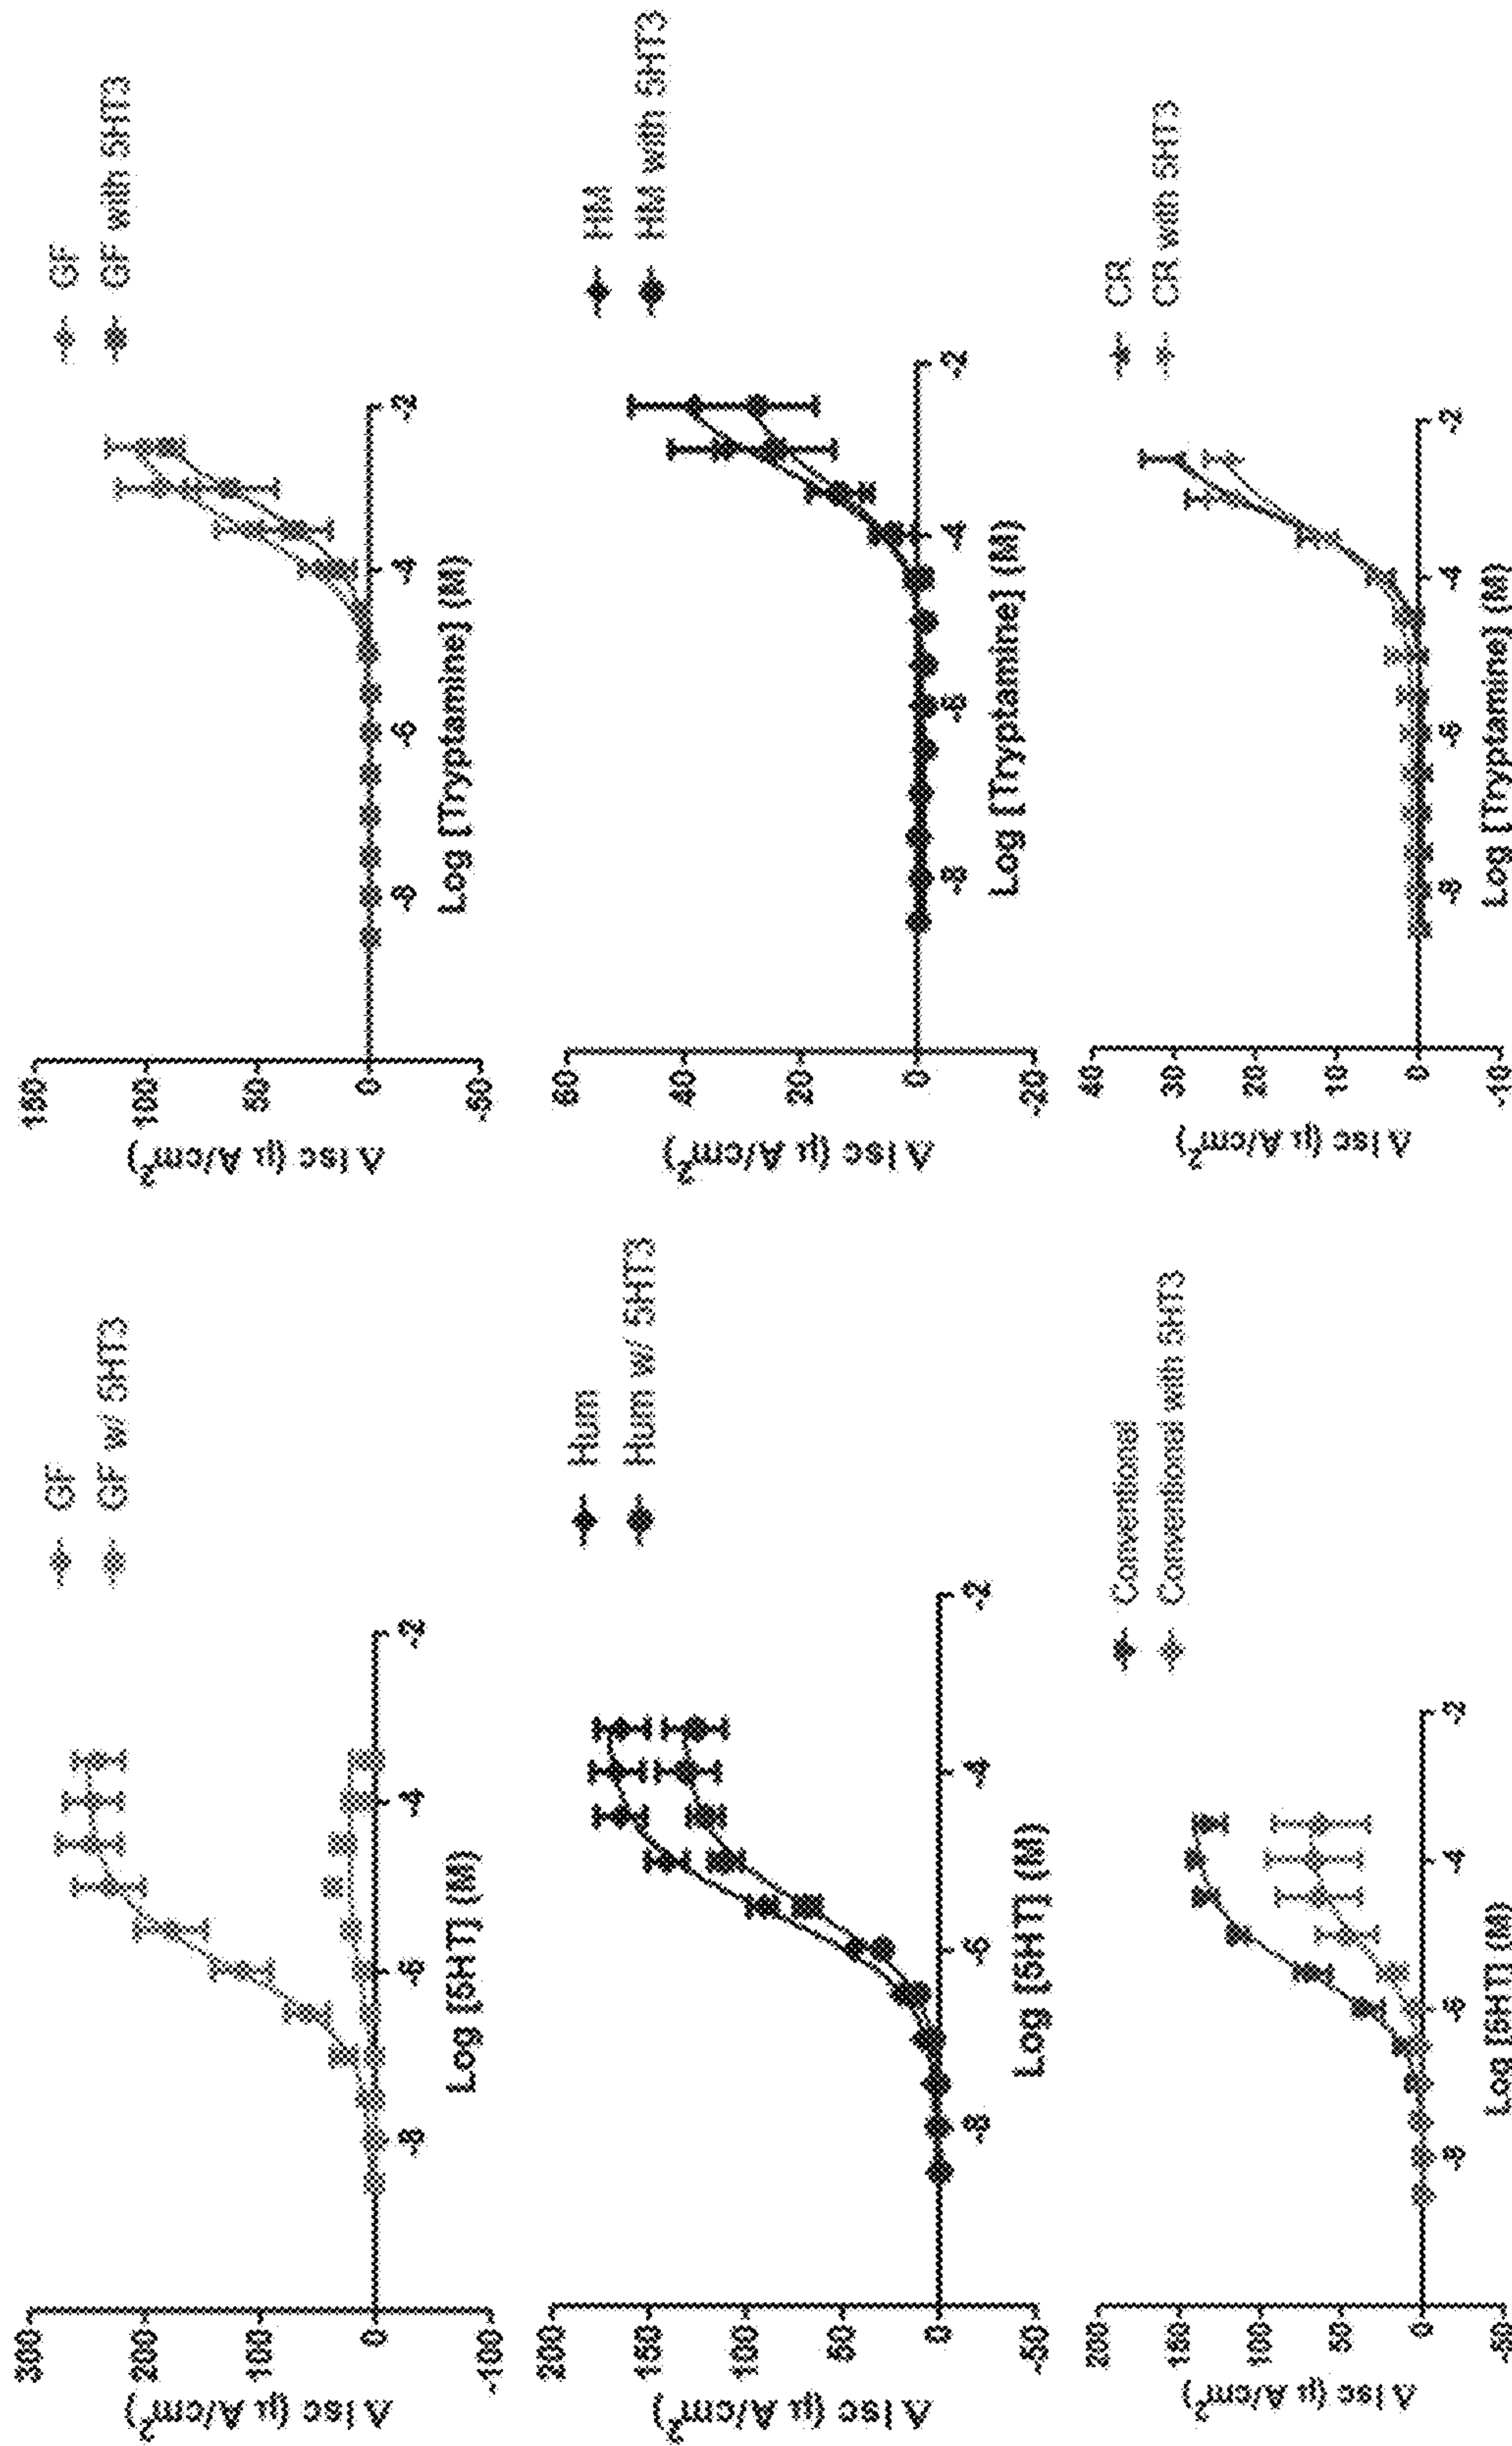 GF
GF w/ 5HT3
300
200
100
0
-100
Δ Isc (μ A/cm²)
-8 -6 -4 -2
Log [5HT] (M)
GF
GF with 5HT3
150
100
50
0
-50
Δ Isc (μ A/cm²)
-8 -6 -4 -2
Log [Tryptamine] (M)
Hum
Hum w/ 5HT3
200
150
100
50
0
-50
Δ Isc (μ A/cm²)
-8 -6 -4 -2
Log [5HT] (M)
HM
HM with 5HT3
60
40
20
0
-20
Δ Isc (μ A/cm²)
-8 -6 -4 -2
Log [Tryptamine] (M)
Conventional
Conventional with 5HT3
200
150
100
50
0
-50
Δ Isc (μ A/cm²)
-8 -6 -4 -2
Log [5HT] (M)
CR
CR with 5HT3
40
30
20
10
0
-10
Δ Isc (μ A/cm²)
-8 -6 -4 -2
Log [Tryptamine] (M)